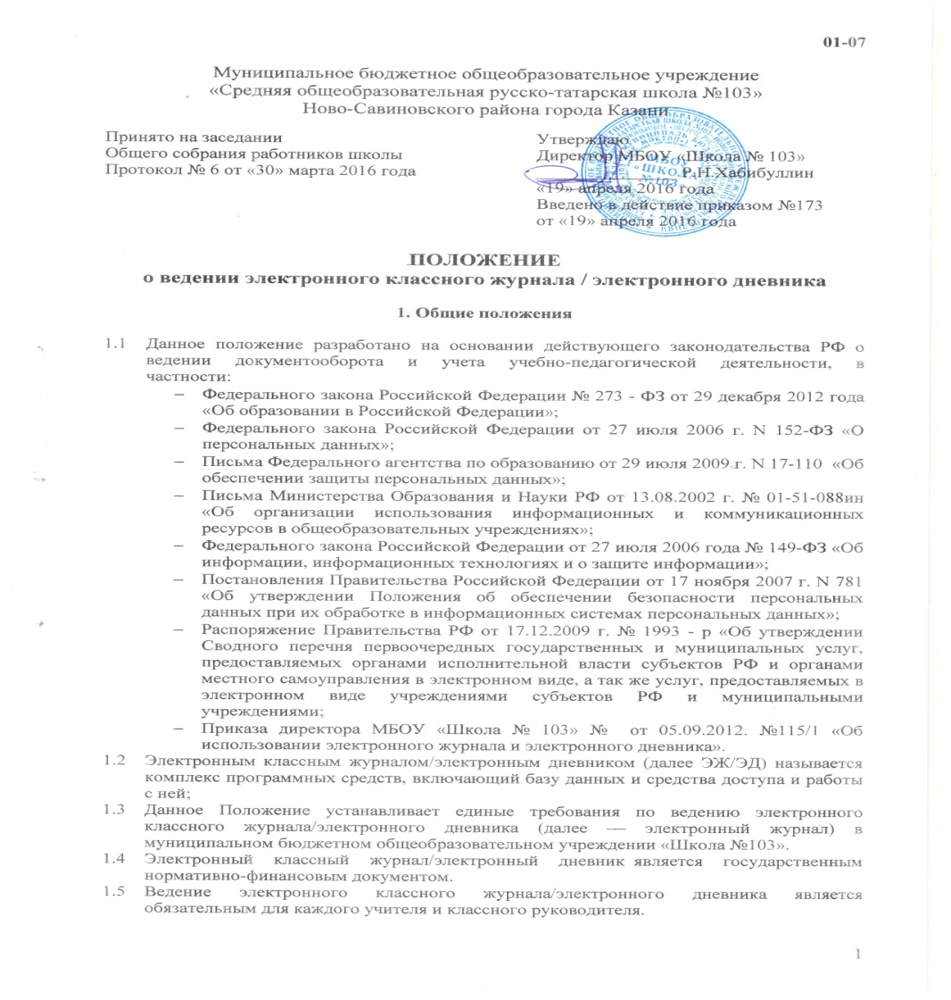 01-07
Муниципальное бюджетное общеобразовательное учреждение
«Средняя общеобразовательная русско-татарская школа №103»
Ново-Савиновского района города Казани
Принято на заседании
Общего собрания работников школы
Протокол № 6 от «30» марта 2016 года
Утверждаю
Директор МБОУ «Школа № 103»
Р.Н.Хабибуллин
«19» апреля 2016 года
Введено в действие приказом №173
от «19» апреля 2016 года
МБОУ
«ШКОЛА
№103»
ПОЛОЖЕНИЕ
о ведении электронного классного журнала / электронного дневника
1. Общие положения
1.1 Данное положение разработано на основании действующего законодательства РФ о
ведении документооборота и учета учебно-педагогической деятельности, в
частности:
– Федерального закона Российской Федерации № 273 - ФЗ от 29 декабря 2012 года
«Об образовании в Российской Федерации»;
– Федерального закона Российской Федерации от 27 июля 2006 г. N 152-ФЗ «О
персональных данных»;
– Письма Федерального агентства по образованию от 29 июля 2009 г. N 17-110 «Об
обеспечении защиты персональных данных»;
– Письма Министерства Образования и Науки РФ от 13.08.2002 г. № 01-51-088ин
«Об организации использования информационных и коммуникационных
ресурсов в общеобразовательных учреждениях»;
– Федерального закона Российской Федерации от 27 июля 2006 года № 149-ФЗ «Об
информации, информационных технологиях и о защите информации»;
– Постановления Правительства Российской Федерации от 17 ноября 2007 г. N 781
«Об утверждении Положения об обеспечении безопасности персональных
данных при их обработке в информационных системах персональных данных»;
– Распоряжение Правительства РФ от 17.12.2009 г. № 1993 - р «Об утверждении
Сводного перечня первоочередных государственных и муниципальных услуг,
предоставляемых органами исполнительной власти субъектов РФ и органами
местного самоуправления в электронном виде, а так же услуг, предоставляемых в
электронном виде учреждениями субъектов РФ и муниципальными
учреждениями;
– Приказа директора МБОУ «Школа № 103» № от 05.09.2012. №115/1 «Об
использовании электронного журнала и электронного дневника».
1.2 Электронным классным журналом/электронным дневником (далее ЭЖ/ЭД) называется
комплекс программных средств, включающий базу данных и средства доступа и работы
с ней;
1.3 Данное Положение устанавливает единые требования по ведению электронного
классного журнала/электронного дневника (далее — электронный журнал) в
муниципальном бюджетном общеобразовательном учреждении «Школа №103».
1.4 Электронный классный журнал/электронный дневник является государственным
нормативно-финансовым документом.
1.5 Ведение электронного классного журнала/электронного дневника является
обязательным для каждого учителя и классного руководителя.
1